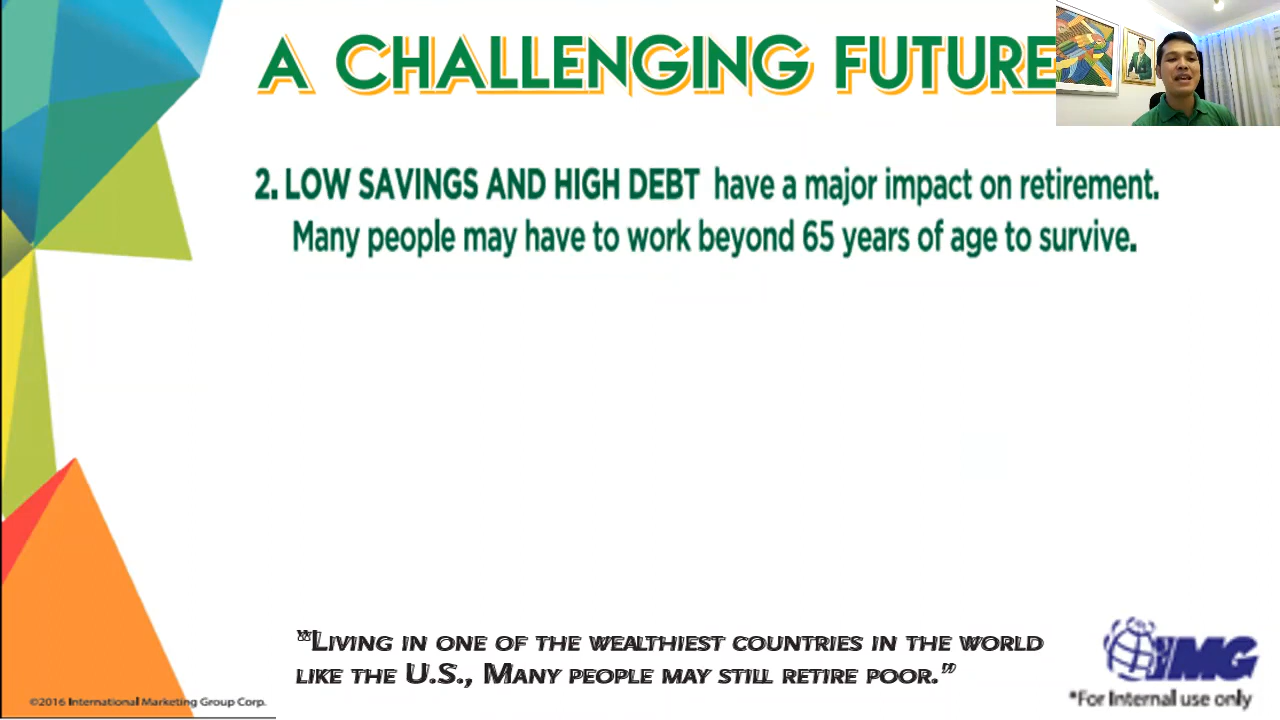 A CHALLENGING FUTURE
2. LOW SAVINGS AND HIGH DEBT have a major impact on retirement.
Many people may have to work beyond 65 years of age to survive.
"LIVING IN ONE OF THE WEALTHIEST COUNTRIES IN THE WORLD
LIKE THE U.S., MANY PEOPLE MAY STILL RETIRE POOR."
IMG
*For Internal use only
©2016 International Marketing Group Corp.